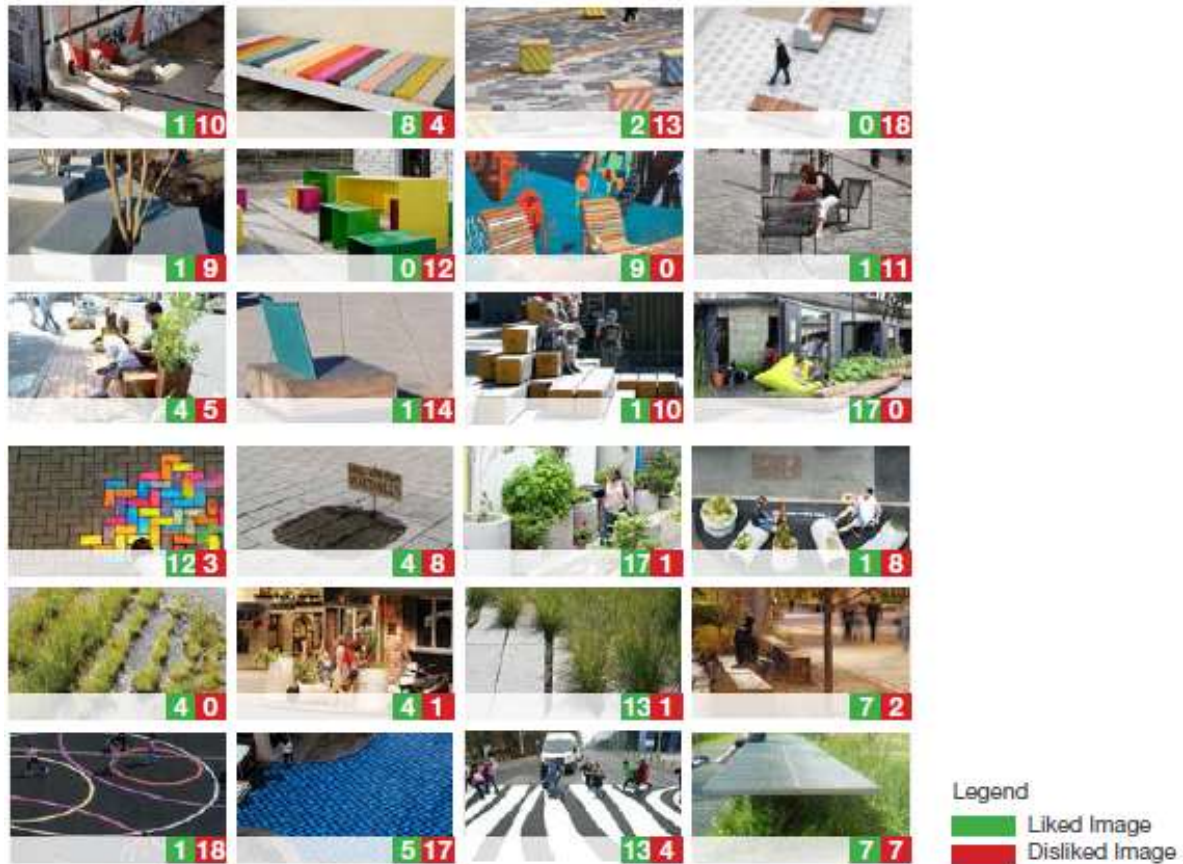 1 10 8 4 2 13 0 18
1 9 0 12 9 0 1 11
4 5 1 14 1 10 17 0
12 3 4 8 17 1 1 8
4 0 4 1 13 1 7 2
1 18 5 17 13 4 7 7
Legend
Liked Image
Disliked Image